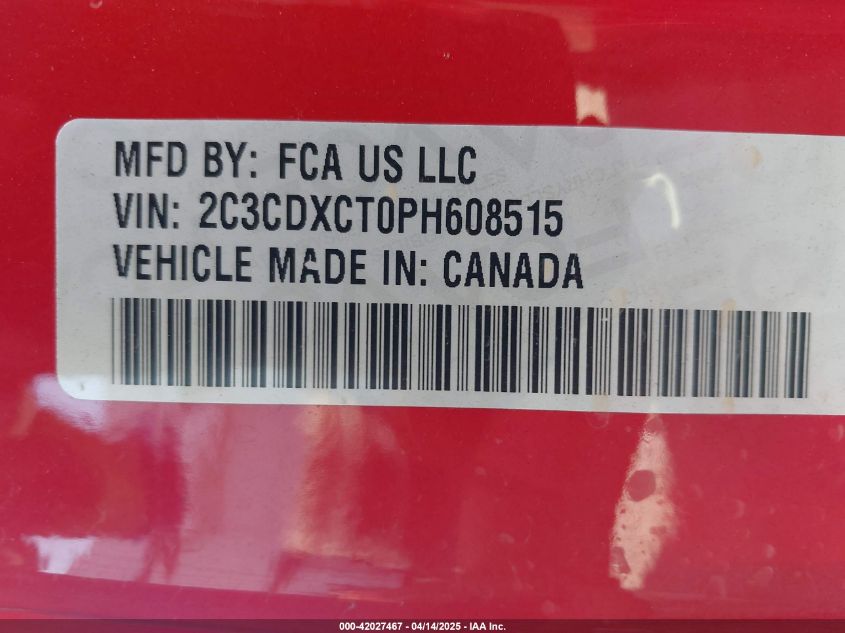 MFD BY: FCA US LLC
VIN: 2C3CDXCT0PH608515
VEHICLE MADE IN: CANADA
000-42027467 - 04/14/2025 - IAA Inc.